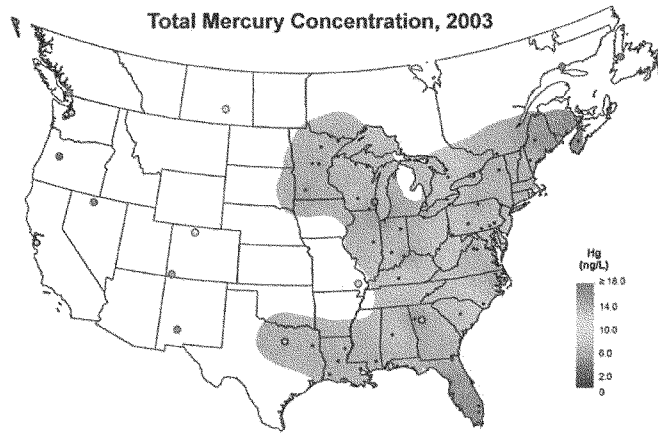 Total Mercury Concentration, 2003
Hg
(ng/L)
≥ 18.0
14.0
10.0
6.0
2.0
0